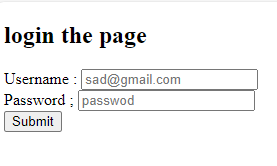 login the page
Username : sad@gmail.com
Password ; passwod
Submit